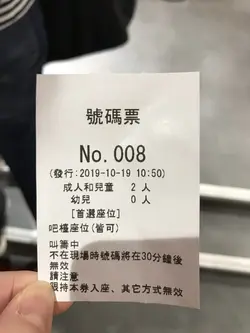 號碼票
No.008
(發行:2019-10-19 10:50)
成人和兒童 2 人
幼兒 0 人
[首選座位]
吧檯座位(皆可)
叫籌中
不在現場時號碼將在30分鐘後
無效
請注意
限持本券入座、其它方式無效